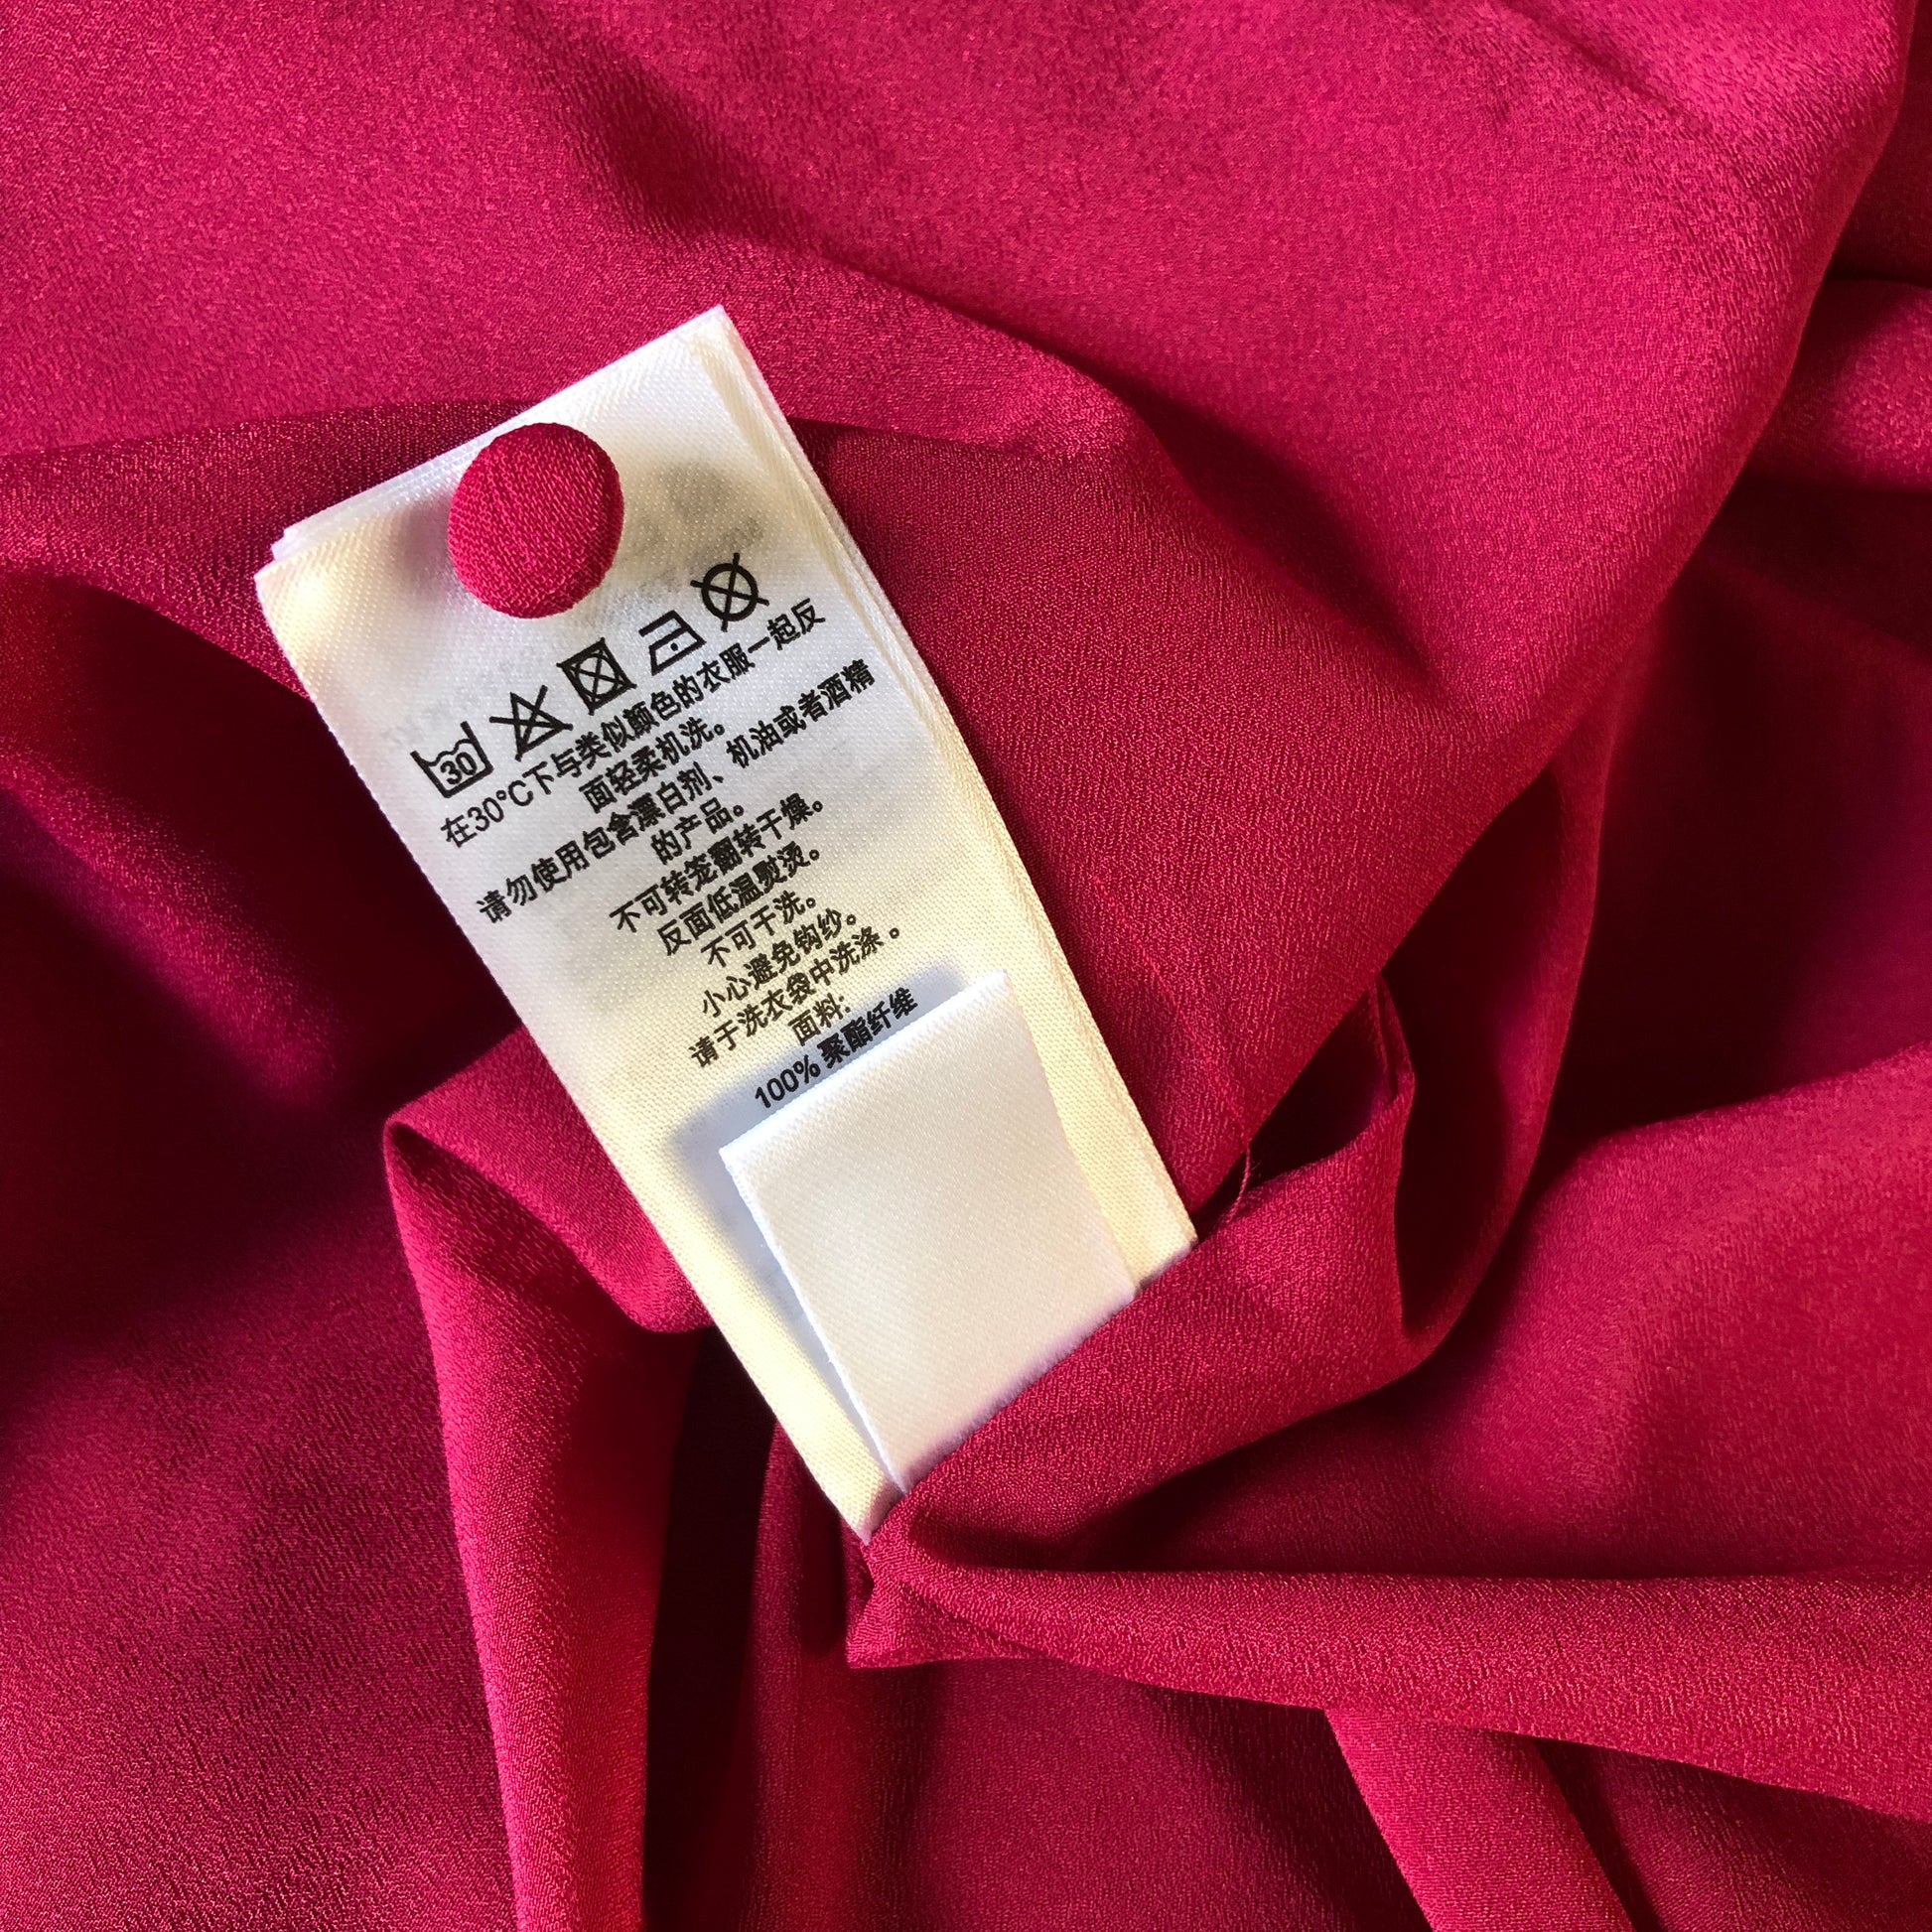 30
在30°C下与类似颜色的衣服一起反
面轻柔机洗。
请勿使用包含漂白剂、机油或者酒精
的产品。
不可转笼翻转干燥。
反面低温熨烫。
不可干洗。
小心避免钩纱。
请于洗衣袋中洗涤。
面料:
100% 聚酯纤维